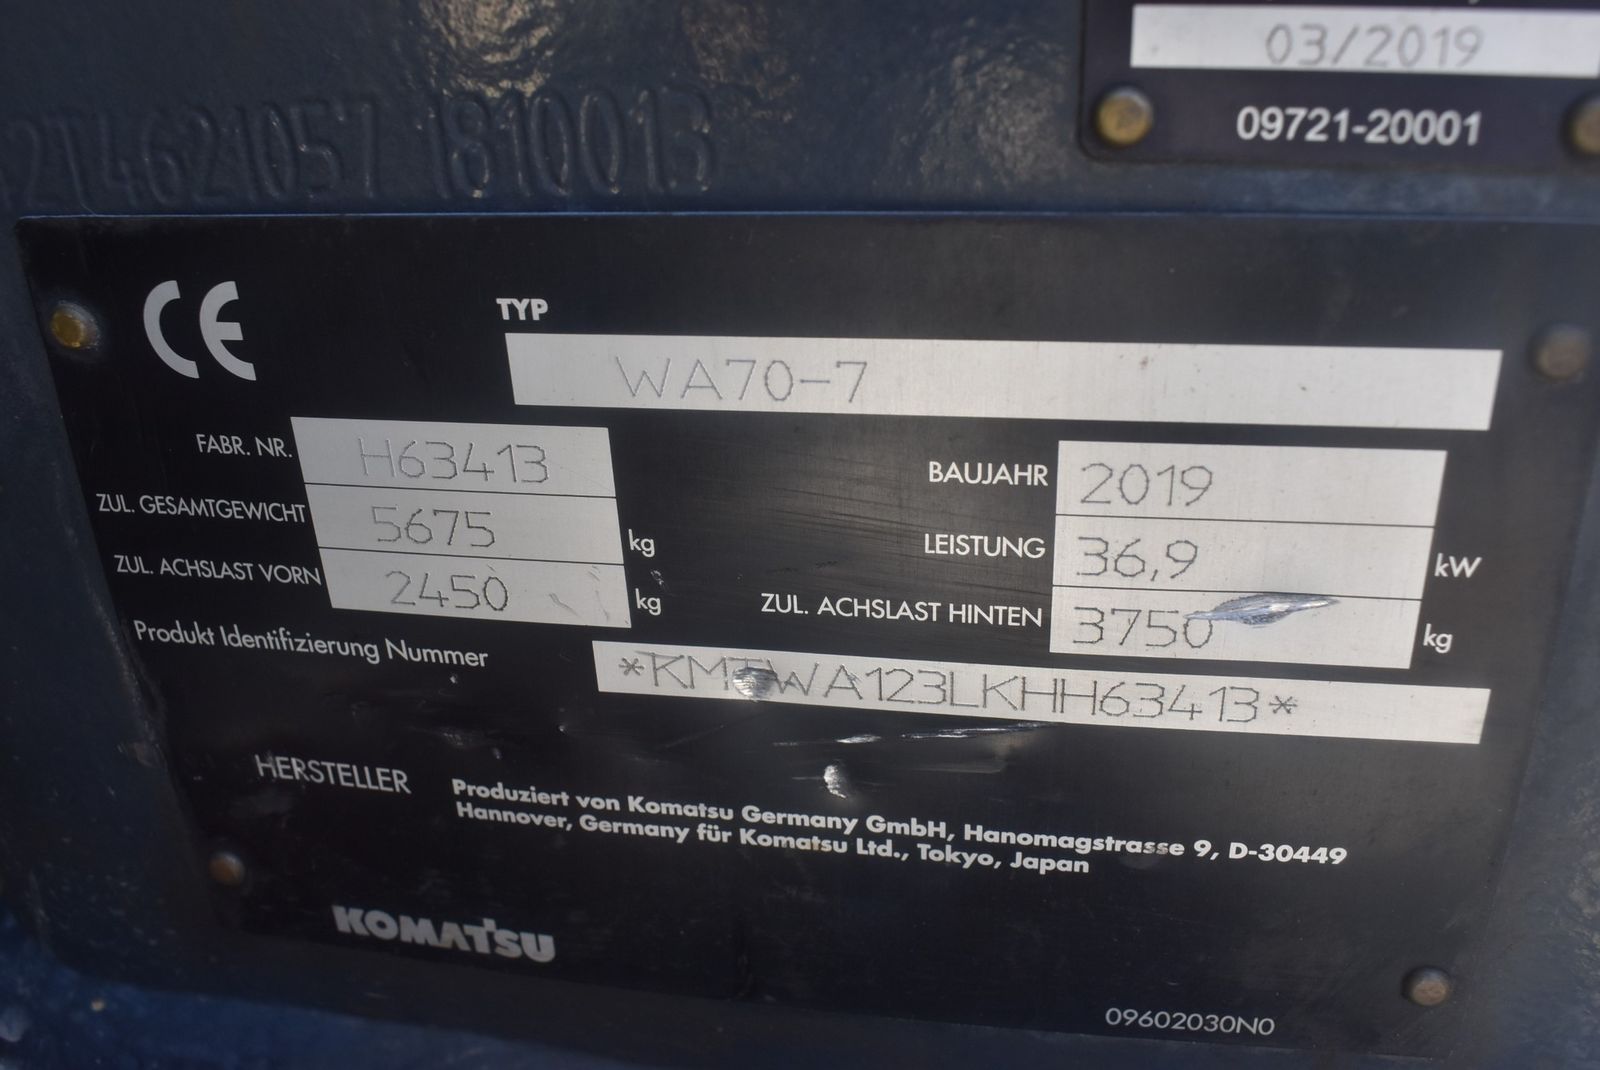 03/2019
09721-20001
2T4621057 1810013
CE
TYP WA70-7
FABR. NR. H63413
ZUL. GESAMTGEWICHT 5675 kg
ZUL. ACHSLAST VORN 2450 kg
BAUJAHR 2019
LEISTUNG 36,9 kW
ZUL. ACHSLAST HINTEN 3750 kg
Produkt Identifizierung Nummer
HERSTELLER
Produziert von Komatsu Germany GmbH, Hanomagstrasse 9, D-30449
Hannover, Germany für Komatsu Ltd., Tokyo, Japan
KOMATSU
09602030N0